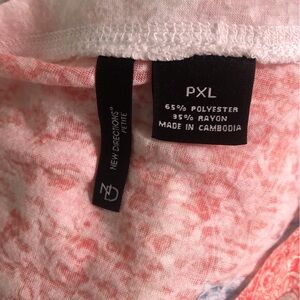 NEW DIRECTIONS®
PETITE
ND
PXL
65% POLYESTER
35% RAYON
MADE IN CAMBODIA